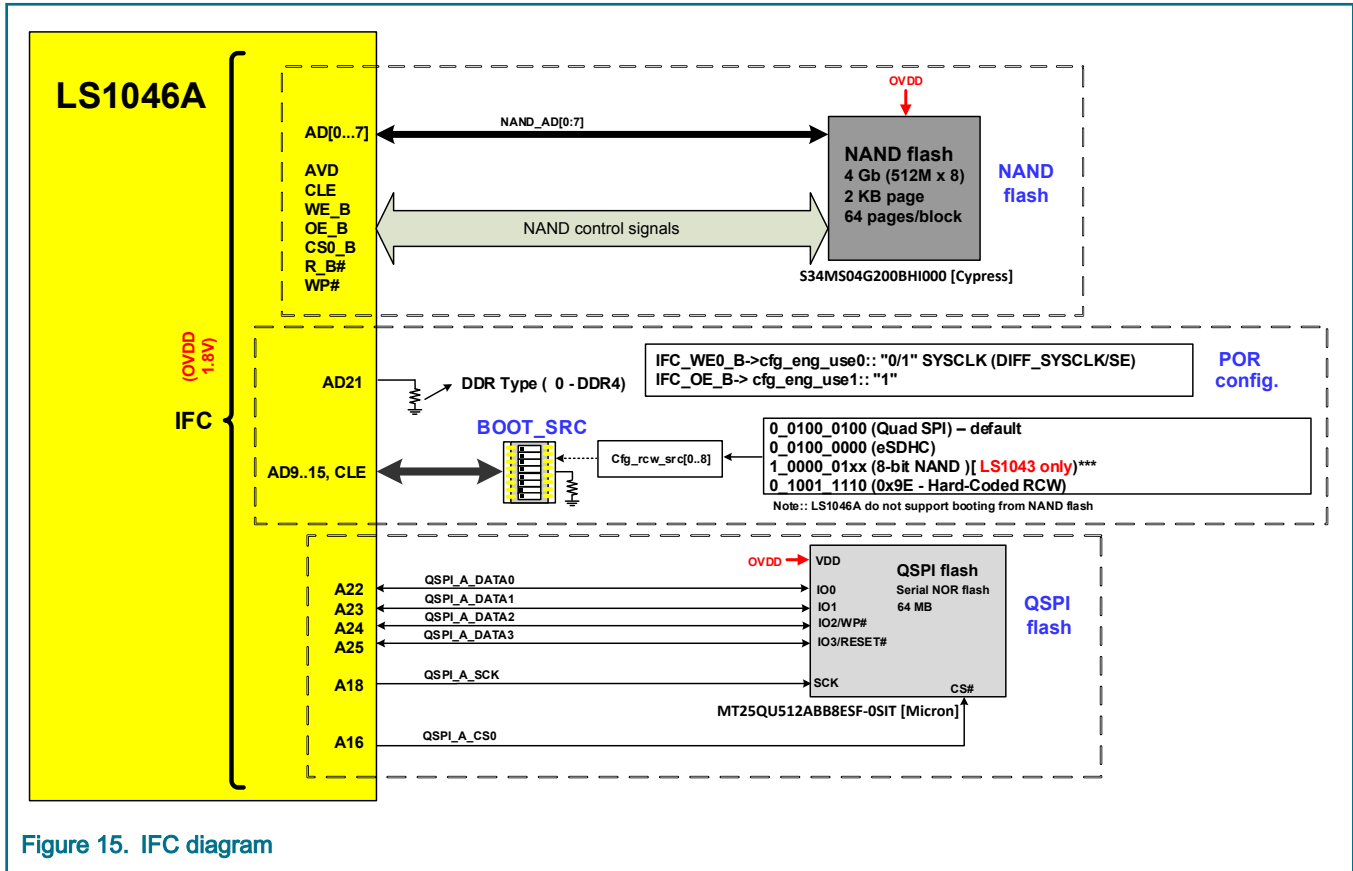 LS1046A
(OVDD
1.8V)
IFC
AD[0...7]
AVD
CLE
WE_B
OE_B
CS0_B
R_B#
WP#
NAND_AD[0:7]
NAND control signals
OVDD
NAND flash
4 Gb (512M x 8)
2 KB page
64 pages/block
S34MS04G200BHI000 [Cypress]
NAND
flash
AD21
DDR Type ( 0 - DDR4)
IFC_WE0_B->cfg_eng_use0:: "0/1" SYSCLK (DIFF_SYSCLK/SE)
IFC_OE_B-> cfg_eng_use1:: "1"
POR
config.
AD9..15, CLE
BOOT_SRC
Cfg_rcw_src[0..8]
0_0100_0100 (Quad SPI) – default
0_0100_0000 (eSDHC)
1_0000_01xx (8-bit NAND )[ LS1043 only)***
0_1001_1110 (0x9E - Hard-Coded RCW)
Note:: LS1046A do not support booting from NAND flash
A22
A23
A24
A25
A18
A16
QSPI_A_DATA0
QSPI_A_DATA1
QSPI_A_DATA2
QSPI_A_DATA3
QSPI_A_SCK
QSPI_A_CS0
OVDD
VDD
IO0
IO1
IO2/WP#
IO3/RESET#
SCK
CS#
QSPI flash
Serial NOR flash
64 MB
MT25QU512ABB8ESF-0SIT [Micron]
QSPI
flash
Figure 15. IFC diagram